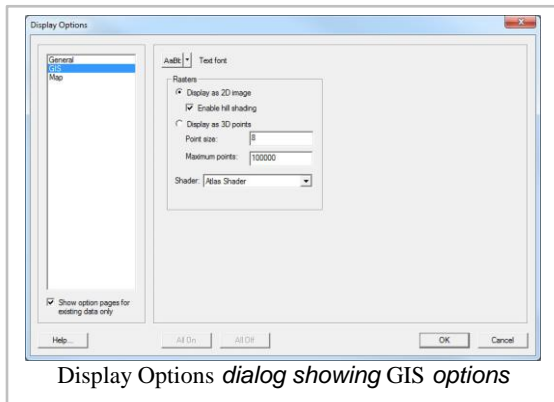 Display Options
General
GIS
Map
Show option pages for
existing data only
AaBb Text font
Rasters
Display as 2D image
Enable hill shading
Display as 3D points
Point size: 8
Maximum points: 100000
Shader: Atlas Shader
Help...
All On
All Off
OK
Cancel
Display Options dialog showing GIS options